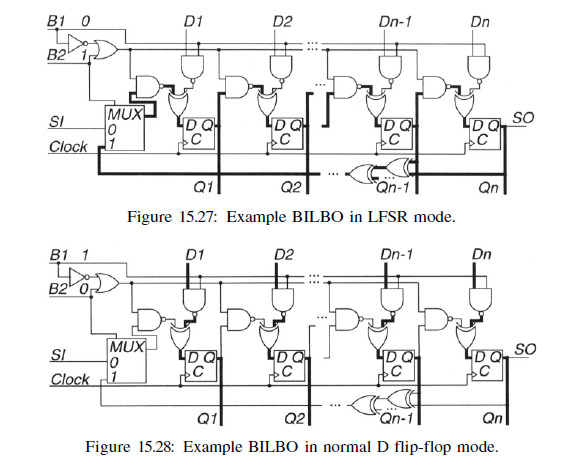 B1 0 D1 D2 Dn-1 Dn
...
B2 1
...
MUX
SI 0 D Q D Q D Q D Q SO
1 C C C C
Clock
... ...
Q1 Q2 Qn-1 Qn
Figure 15.27: Example BILBO in LFSR mode.
B1 1 D1 D2 Dn-1 Dn
...
B2 0
...
MUX
SI 0 D Q D Q D Q D Q SO
1 C C C C
Clock
... ...
Q1 Q2 Qn-1 Qn
Figure 15.28: Example BILBO in normal D flip-flop mode.